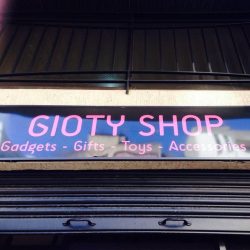 GIOTY SHOP
Gadgets - Gifts - Toys - Accessories